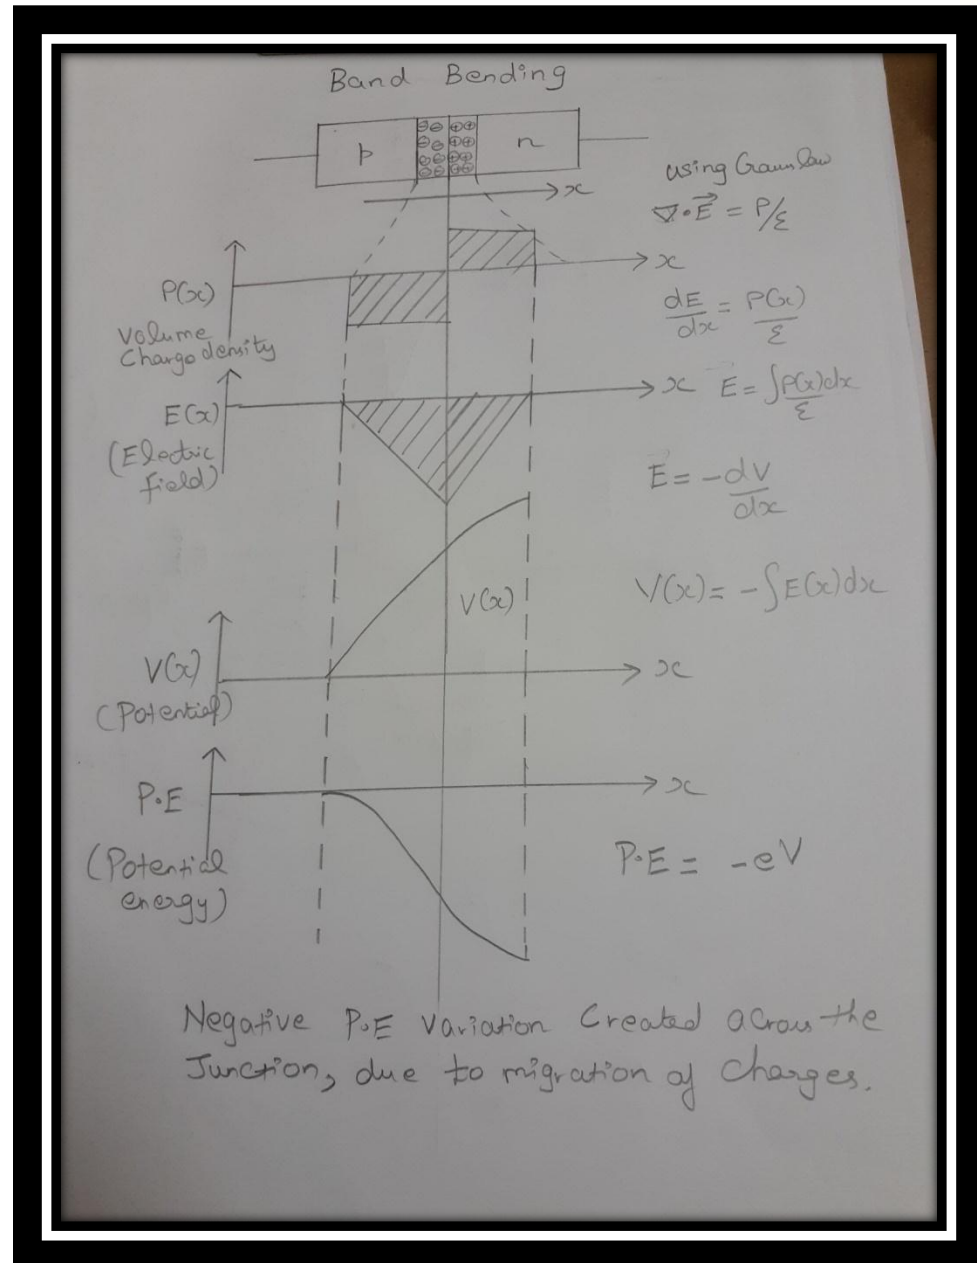 Band Bending
p
n
x
using Gauss law
∇·E = ρ/ε
x
ρ(x)
Volume
Charge density
dE/dx = ρ(x)/ε
x
E(x)
(Electric
field)
E = ∫ρ(x)dx/ε
E = -dV/dx
V(x)
V(x) = -∫E(x)dx
V(x)
(Potential)
x
P.E
x
(Potential
energy)
P.E = -eV
Negative P.E Variation Created across the
Junction, due to migration of charges.